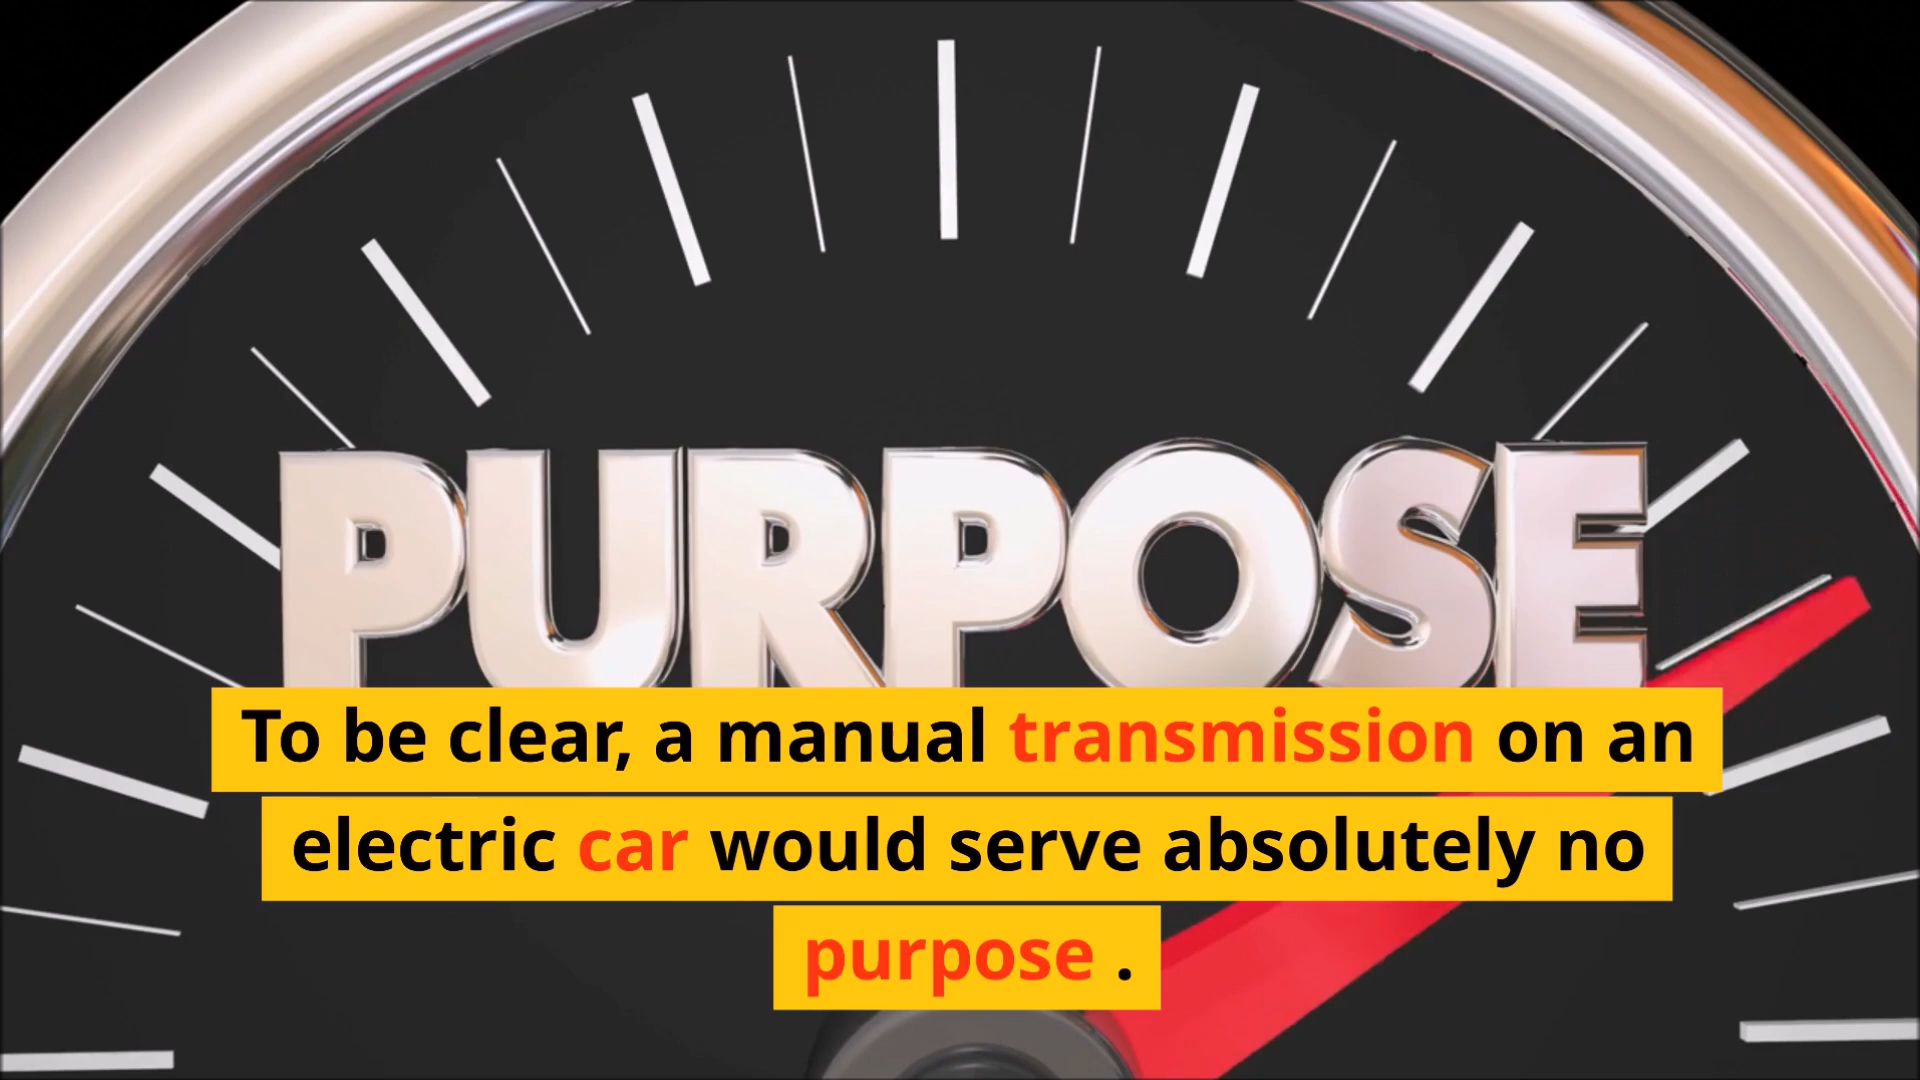 PURPOSE
To be clear, a manual transmission on an
electric car would serve absolutely no
purpose .